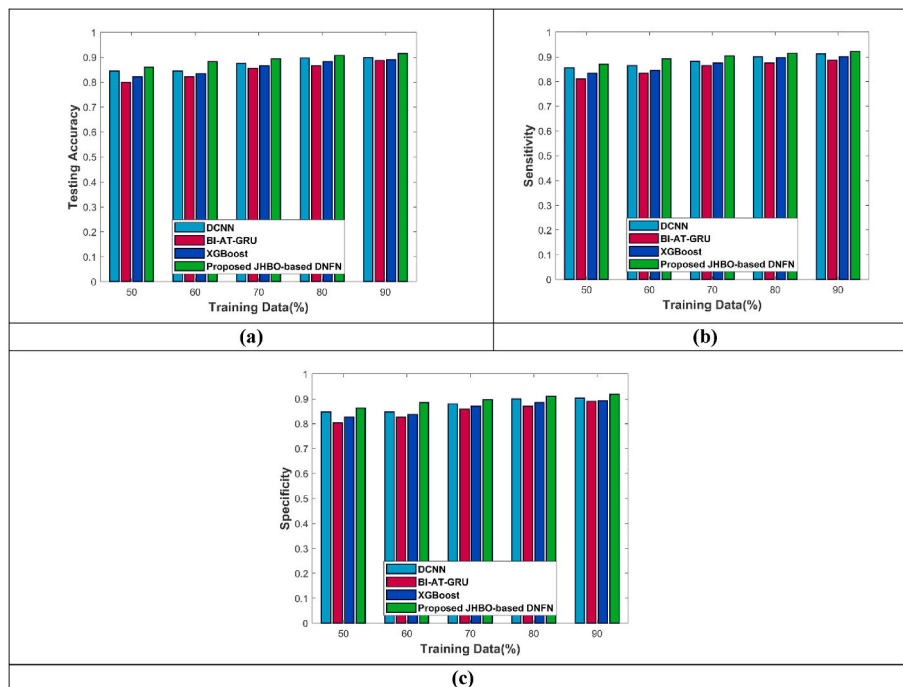 1
0.9
0.8
0.7
0.6
0.5
0.4
0.3
0.2
0.1
0
Testing Accuracy
DCNN
BI-AT-GRU
XGBoost
Proposed JHBO-based DNFN
50 60 70 80 90
Training Data(%)
(a)
1
0.9
0.8
0.7
0.6
0.5
0.4
0.3
0.2
0.1
0
Sensitivity
DCNN
BI-AT-GRU
XGBoost
Proposed JHBO-based DNFN
50 60 70 80 90
Training Data(%)
(b)
1
0.9
0.8
0.7
0.6
0.5
0.4
0.3
0.2
0.1
0
Specificity
DCNN
BI-AT-GRU
XGBoost
Proposed JHBO-based DNFN
50 60 70 80 90
Training Data(%)
(c)